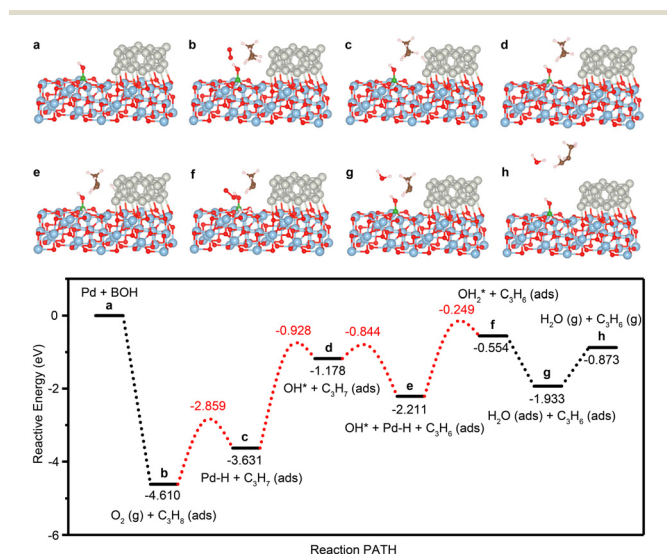 a
b
c
d
e
f
g
h
Reactive Energy (eV)
0
-2
-4
-6
Pd + BOH
a
b
-4.610
O₂ (g) + C₃H₈ (ads)
-2.859
c
-3.631
Pd-H + C₃H₇ (ads)
-0.928
d
-1.178
OH* + C₃H₇ (ads)
-0.844
e
-2.211
OH* + Pd-H + C₃H₆ (ads)
-0.249
OH₂* + C₃H₆ (ads)
f
-0.554
g
-1.933
H₂O (ads) + C₃H₆ (ads)
H₂O (g) + C₃H₆ (g)
h
-0.873
Reaction PATH